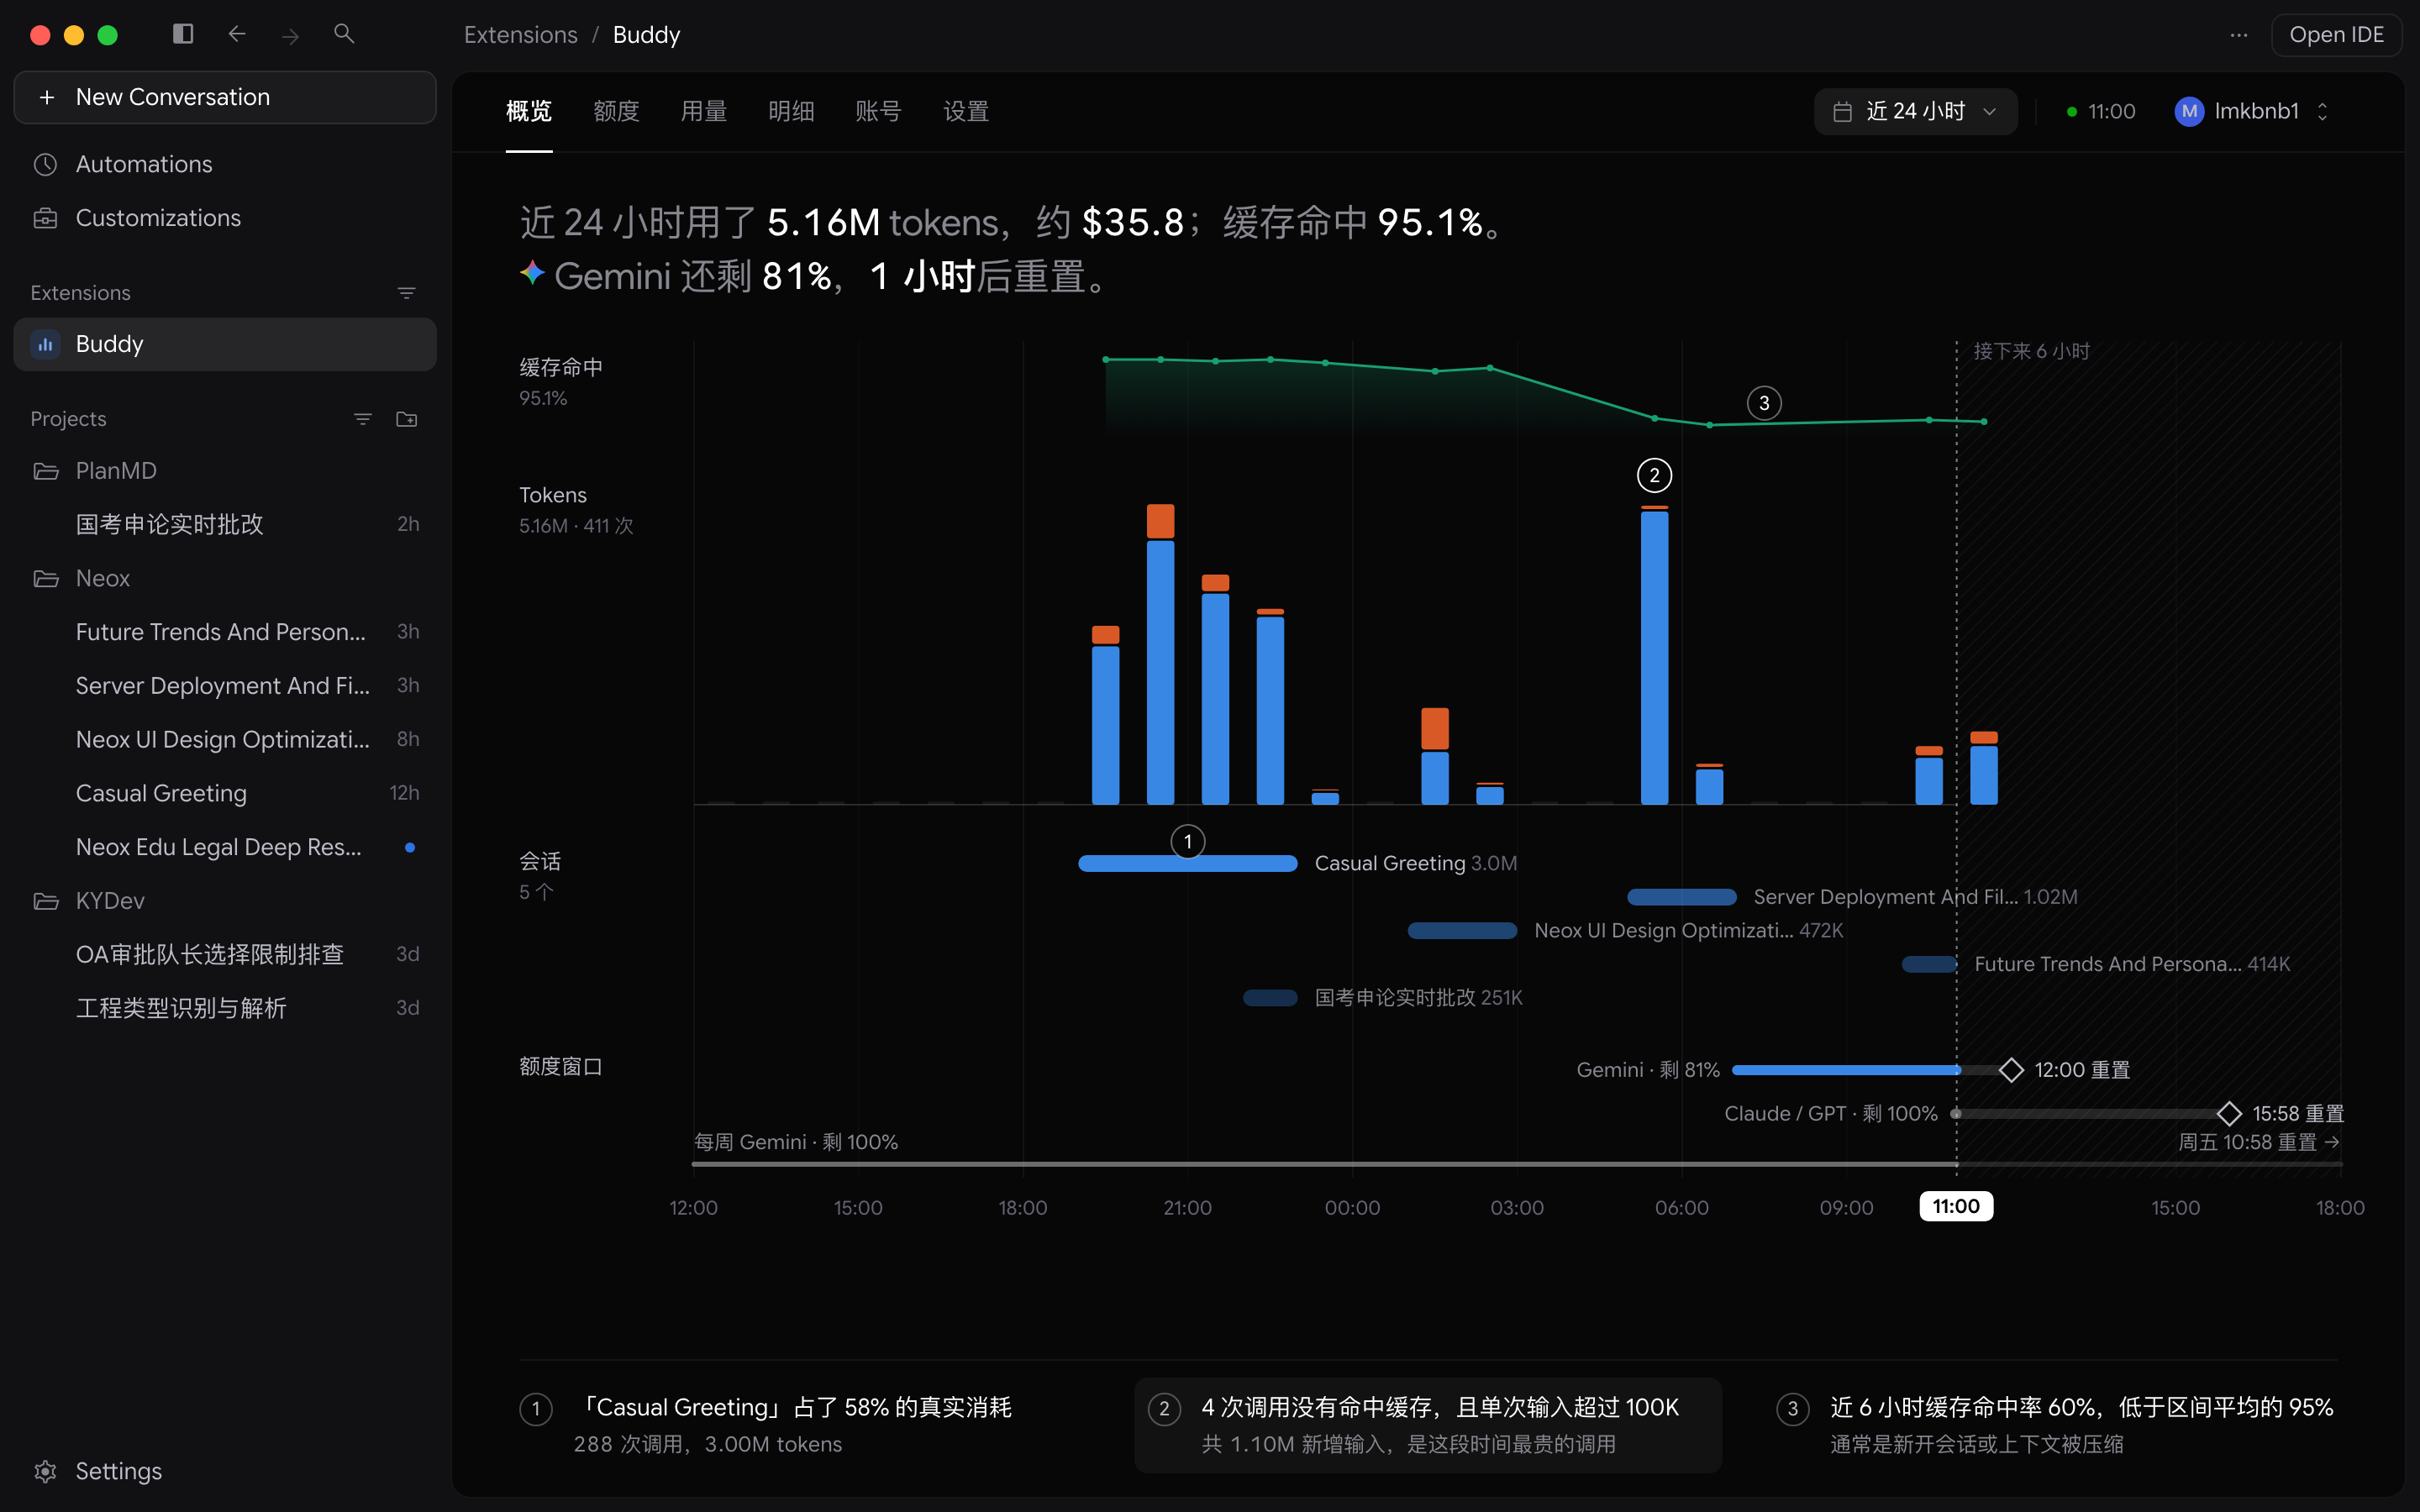 Extensions / Buddy
Open IDE
New Conversation
Automations
Customizations
Extensions
Buddy
Projects
PlanMD
国考申论实时批改 2h
Neox
Future Trends And Person... 3h
Server Deployment And Fi... 3h
Neox UI Design Optimizati... 8h
Casual Greeting 12h
Neox Edu Legal Deep Res...
KYDev
OA审批队长选择限制排查 3d
工程类型识别与解析 3d
Settings
概览 额度 用量 明细 账号 设置
近 24 小时
11:00
M lmkbnb1
近 24 小时用了 5.16M tokens，约 $35.8；缓存命中 95.1%。
Gemini 还剩 81%，1 小时后重置。
缓存命中
95.1%
接下来 6 小时
3
2
Tokens
5.16M · 411 次
1
会话
5 个
Casual Greeting 3.0M
Server Deployment And Fil... 1.02M
Neox UI Design Optimizati... 472K
Future Trends And Persona... 414K
国考申论实时批改 251K
额度窗口
Gemini · 剩 81%
12:00 重置
Claude / GPT · 剩 100%
15:58 重置
每周 Gemini · 剩 100%
周五 10:58 重置 →
12:00 15:00 18:00 21:00 00:00 03:00 06:00 09:00 11:00 15:00 18:00
1 「Casual Greeting」占了 58% 的真实消耗
288 次调用，3.00M tokens
2 4 次调用没有命中缓存，且单次输入超过 100K
共 1.10M 新增输入，是这段时间最贵的调用
3 近 6 小时缓存命中率 60%，低于区间平均的 95%
通常是新开会话或上下文被压缩